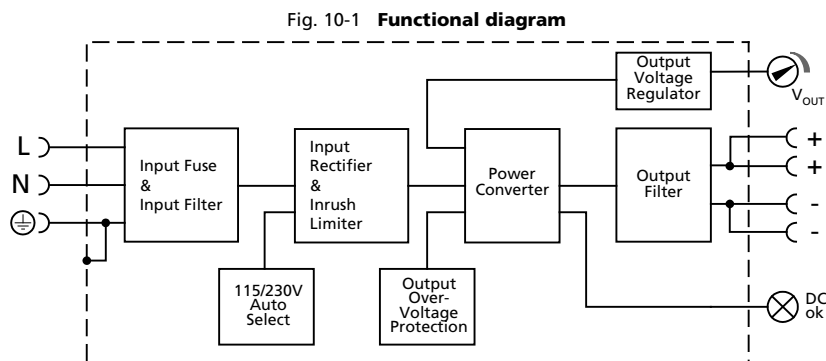 Fig. 10-1 Functional diagram
Output
Voltage
Regulator
V OUT
L
N
Input Fuse
&
Input Filter
Input
Rectifier
&
Inrush
Limiter
Power
Converter
Output
Filter
+
+
-
-
115/230V
Auto
Select
Output
Over-
Voltage
Protection
DC
ok